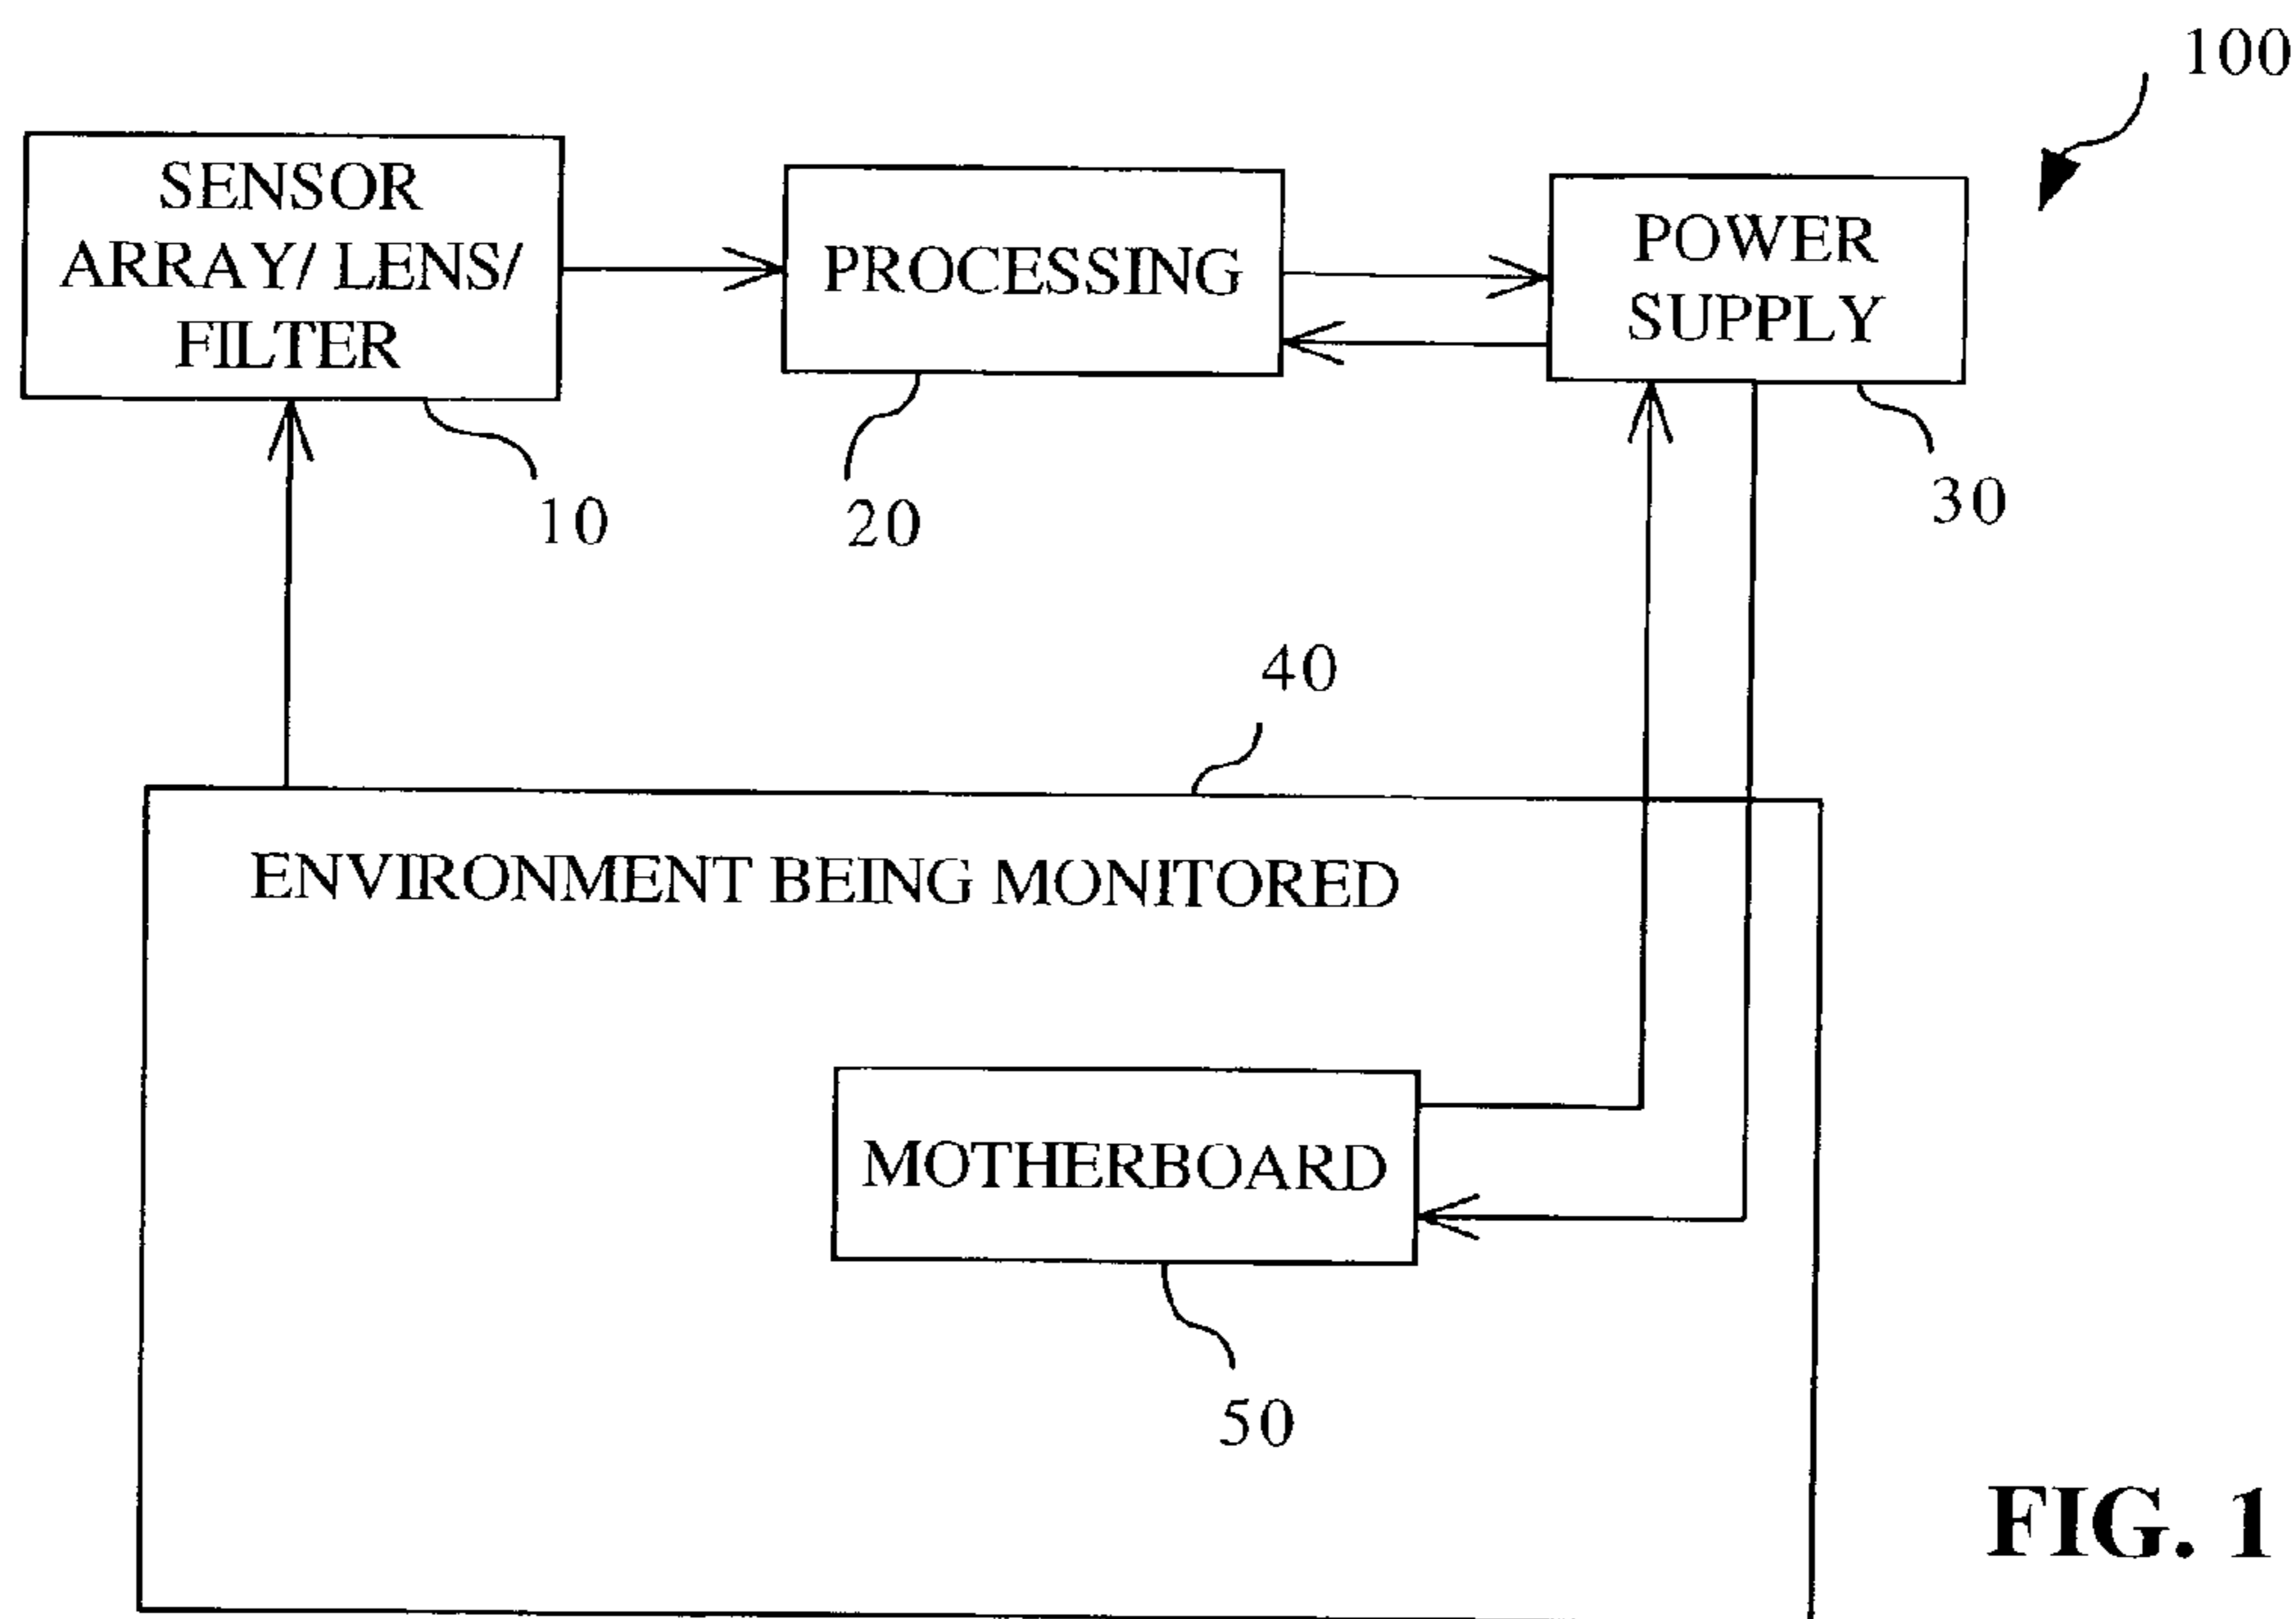 100
SENSOR
ARRAY/ LENS/
FILTER
PROCESSING
POWER
SUPPLY
10
20
30
40
ENVIRONMENT BEING MONITORED
MOTHERBOARD
50
FIG. 1